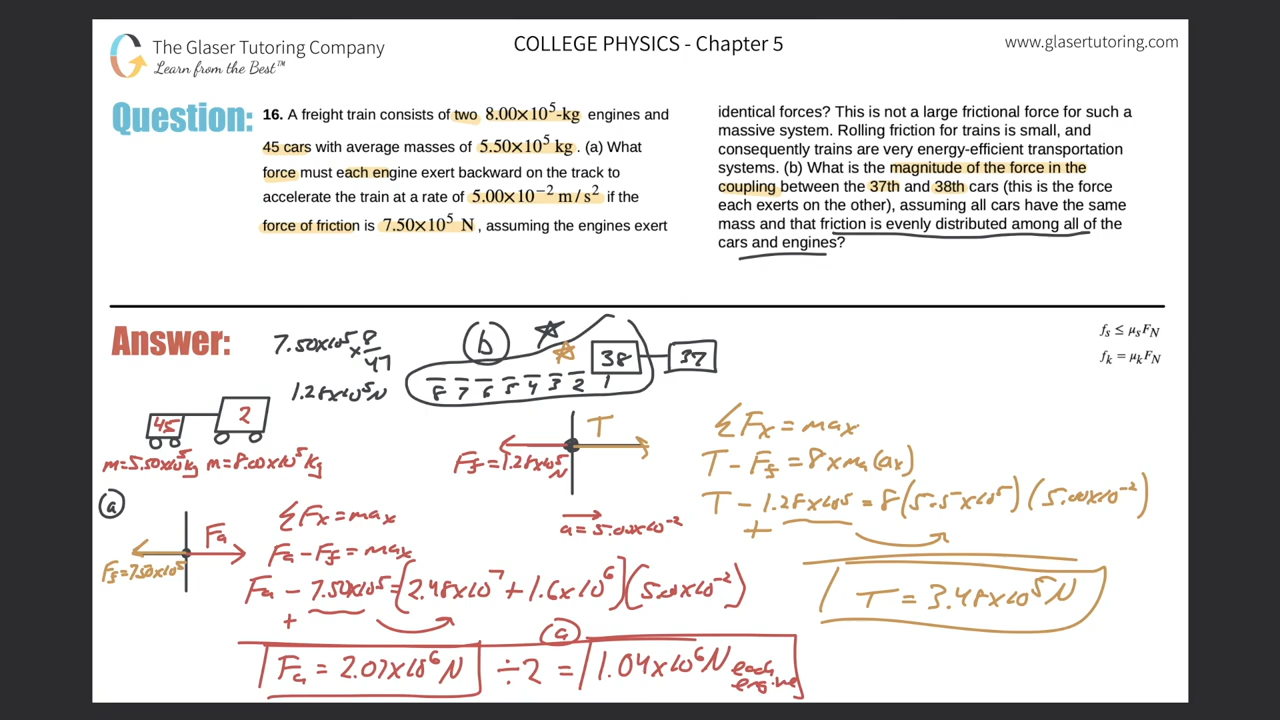 The Glaser Tutoring Company
Learn from the Best™
COLLEGE PHYSICS - Chapter 5
www.glasertutoring.com
Question:
16. A freight train consists of two 8.00×10⁵-kg engines and
45 cars with average masses of 5.50×10⁵ kg . (a) What
force must each engine exert backward on the track to
accelerate the train at a rate of 5.00×10⁻² m/s² if the
force of friction is 7.50×10⁵ N , assuming the engines exert
identical forces? This is not a large frictional force for such a
massive system. Rolling friction for trains is small, and
consequently trains are very energy-efficient transportation
systems. (b) What is the magnitude of the force in the
coupling between the 37th and 38th cars (this is the force
each exerts on the other), assuming all cars have the same
mass and that friction is evenly distributed among all of the
cars and engines?
Answer:
fs ≤ μsFN
fk = μkFN
7.50x10⁵ x 8/47
1.28x10⁵N
b
38
37
8 7 6 5 4 3 2 1
45
2
m=5.50x10⁵kg
m=8.00x10⁵kg
T
Ff=1.28x10⁵N
a=5.00x10⁻²
ΣFx = max
T - Ff = 8 x ma(ax)
T - 1.28x10⁵ = 8(5.5x10⁵)(5.00x10⁻²)
+
T = 3.48x10⁵N
a
Fa
Ff=7.50x10⁵
ΣFx = max
Fa - Ff = max
Fa - 7.50x10⁵ = (2.48x10⁷ + 1.6x10⁶)(5.0x10⁻²)
+
a
Fa = 2.07x10⁶N ÷2 = 1.04x10⁶N each engine